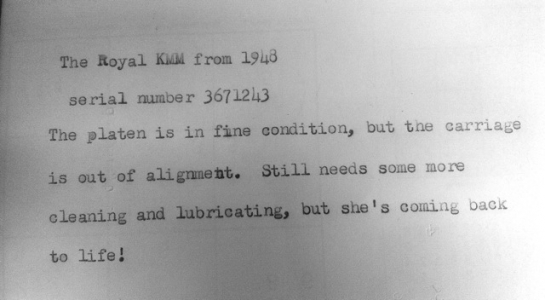 The Royal KMM from 1948
serial number 3671243
The platen is in fine condition, but the carriage
is out of alignment. Still needs some more
cleaning and lubricating, but she's coming back
to life!